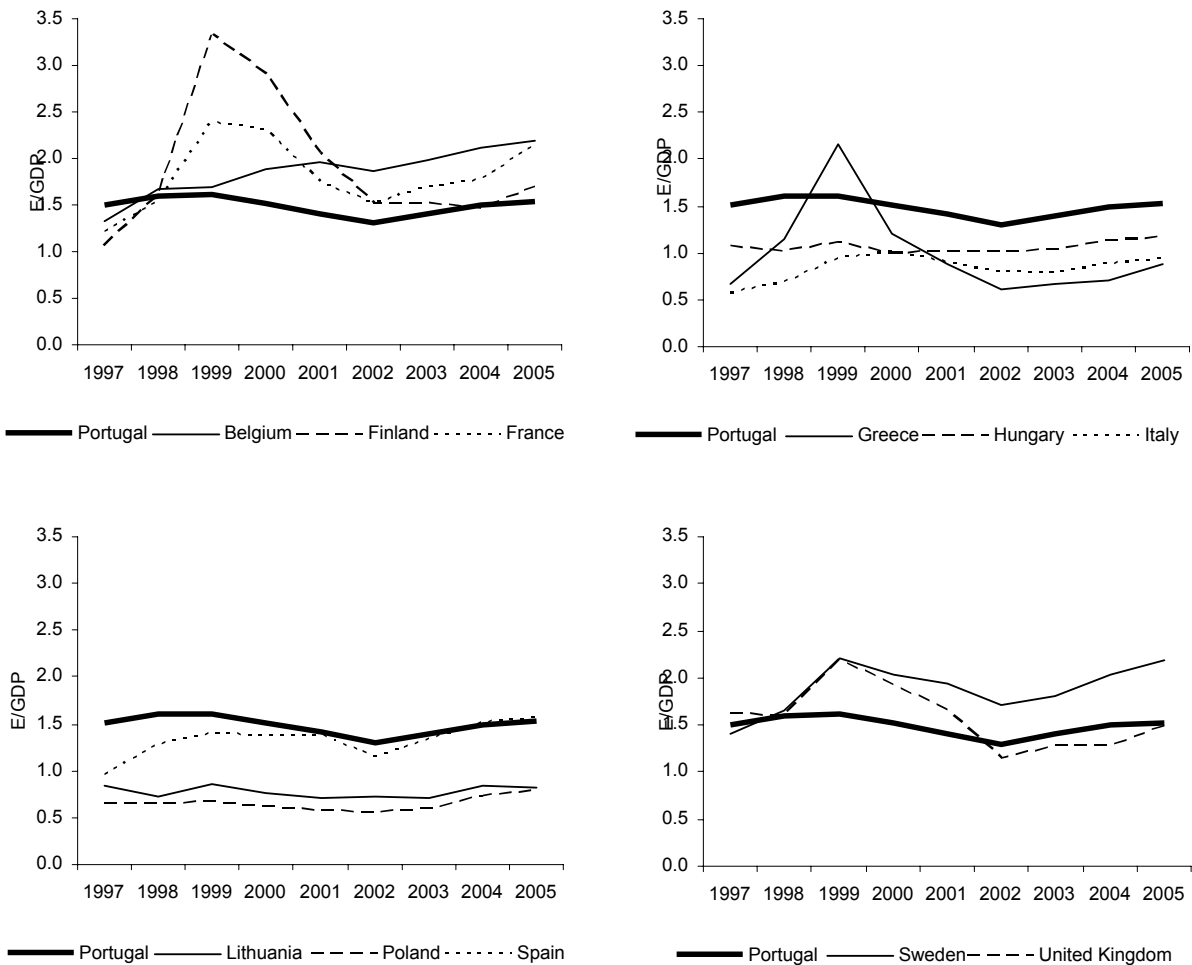 3.5
3.0
2.5
2.0
1.5
1.0
0.5
0.0
E/GDP
1997 1998 1999 2000 2001 2002 2003 2004 2005
Portugal Belgium Finland France
3.5
3.0
2.5
2.0
1.5
1.0
0.5
0.0
E/GDP
1997 1998 1999 2000 2001 2002 2003 2004 2005
Portugal Greece Hungary Italy
3.5
3.0
2.5
2.0
1.5
1.0
0.5
0.0
E/GDP
1997 1998 1999 2000 2001 2002 2003 2004 2005
Portugal Lithuania Poland Spain
3.5
3.0
2.5
2.0
1.5
1.0
0.5
0.0
E/GDP
1997 1998 1999 2000 2001 2002 2003 2004 2005
Portugal Sweden United Kingdom